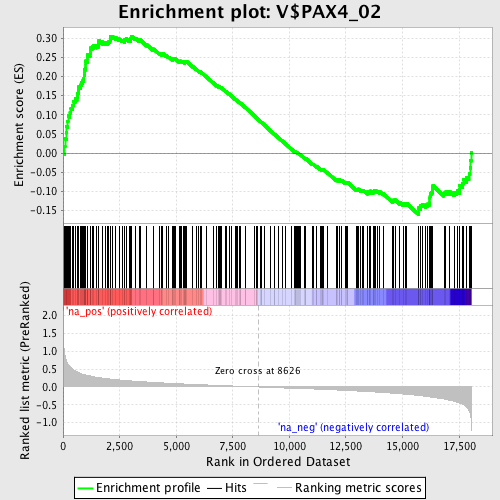 Enrichment plot: V$PAX4_02
Enrichment score (ES)
0.30
0.25
0.20
0.15
0.10
0.05
0.00
-0.05
-0.10
-0.15
'na_pos' (positively correlated)
Ranked list metric (PreRanked)
2.0
1.5
1.0
0.5
0.0
-0.5
-1.0
Zero cross at 8626
'na_neg' (negatively correlated)
0
2,500
5,000
7,500
10,000
12,500
15,000
17,500
Rank in Ordered Dataset
Enrichment profile
Hits
Ranking metric scores